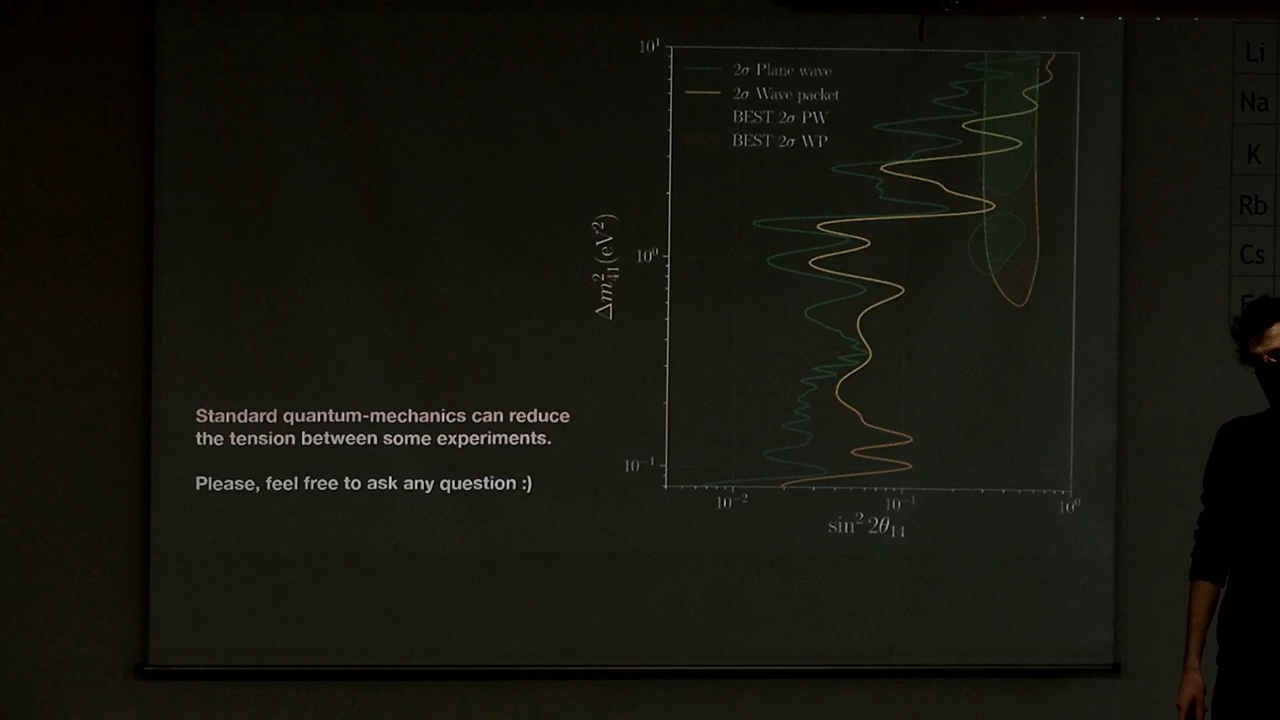 10¹
2σ Plane wave
2σ Wave packet
BEST 2σ PW
BEST 2σ WP
Δm²₄₁(eV²)
10⁰
10⁻¹
10⁻²
10⁻¹
10⁰
sin² 2θ₁₄
Standard quantum-mechanics can reduce
the tension between some experiments.
Please, feel free to ask any question :)
Li
Na
K
Rb
Cs